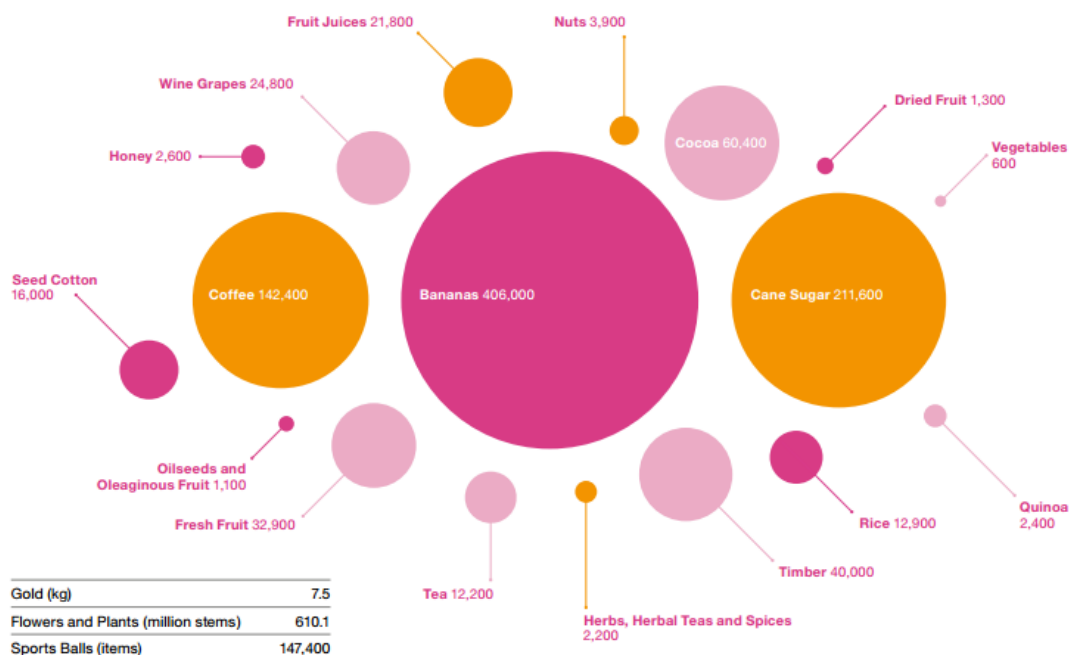 Fruit Juices 21,800
Nuts 3,900
Wine Grapes 24,800
Dried Fruit 1,300
Cocoa 60,400
Vegetables
600
Honey 2,600
Seed Cotton
16,000
Coffee 142,400
Bananas 406,000
Cane Sugar 211,600
Oilseeds and
Oleaginous Fruit 1,100
Fresh Fruit 32,900
Quinoa
2,400
Rice 12,900
Timber 40,000
Tea 12,200
Herbs, Herbal Teas and Spices
2,200
Gold (kg) 7.5
Flowers and Plants (million stems) 610.1
Sports Balls (items) 147,400